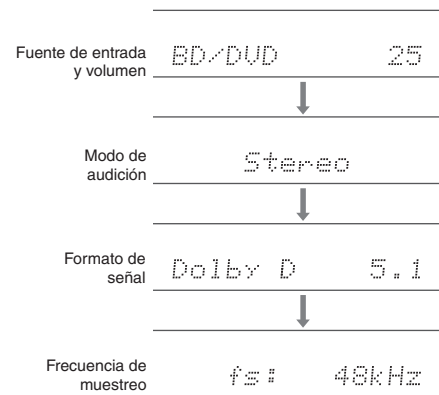 Fuente de entrada
y volumen
BD/DVD 25
Modo de
audición
Stereo
Formato de
señal
Dolby D 5.1
Frecuencia de
muestreo
fs: 48kHz